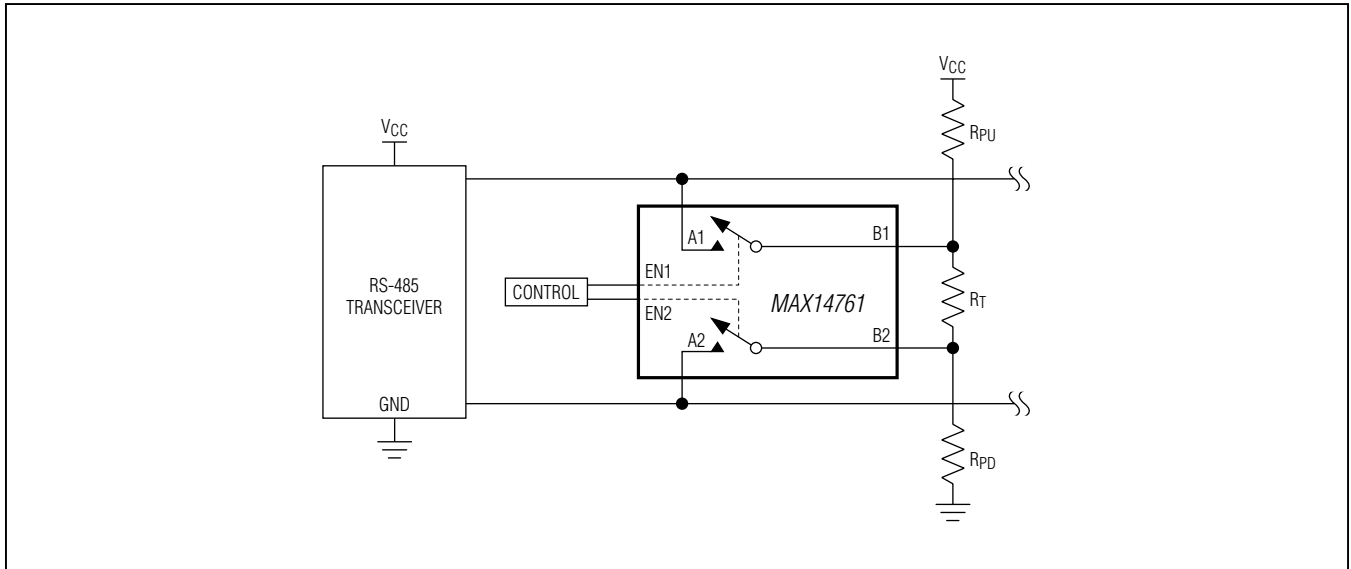 VCC
RPU
VCC
A1
B1
RS-485
TRANSCEIVER
CONTROL
EN1
EN2
MAX14761
RT
A2
B2
GND
RPD